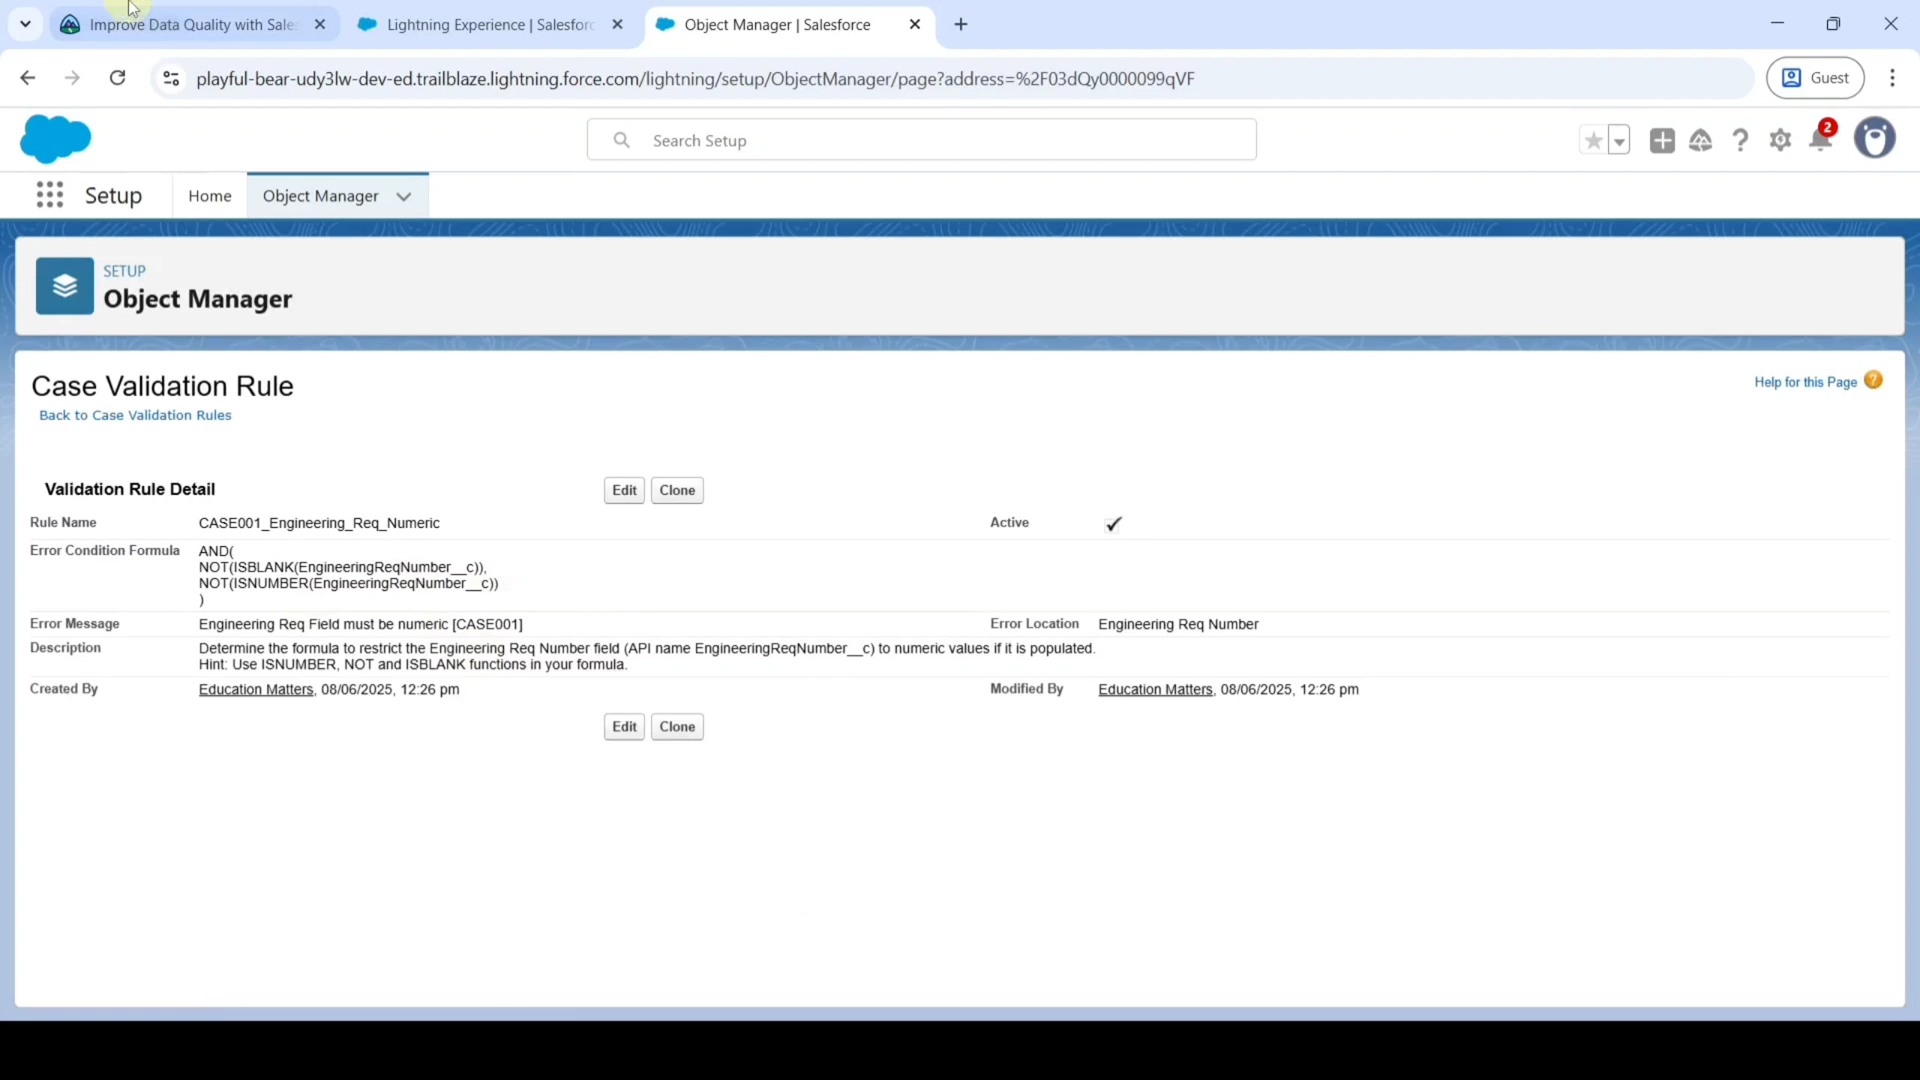 Improve Data Quality with Sales
Lightning Experience | Salesforc
Object Manager | Salesforce
playful-bear-udy3lw-dev-ed.trailblaze.lightning.force.com/lightning/setup/ObjectManager/page?address=%2F03dQy0000099qVF
Guest
Search Setup
2
Setup
Home
Object Manager
SETUP
Object Manager
Case Validation Rule
Help for this Page
Back to Case Validation Rules
Validation Rule Detail
Edit
Clone
Rule Name
CASE001_Engineering_Req_Numeric
Active
Error Condition Formula
AND(
NOT(ISBLANK(EngineeringReqNumber__c)),
NOT(ISNUMBER(EngineeringReqNumber__c))
)
Error Message
Engineering Req Field must be numeric [CASE001]
Error Location
Engineering Req Number
Description
Determine the formula to restrict the Engineering Req Number field (API name EngineeringReqNumber__c) to numeric values if it is populated.
Hint: Use ISNUMBER, NOT and ISBLANK functions in your formula.
Created By
Education Matters, 08/06/2025, 12:26 pm
Modified By
Education Matters, 08/06/2025, 12:26 pm
Edit
Clone